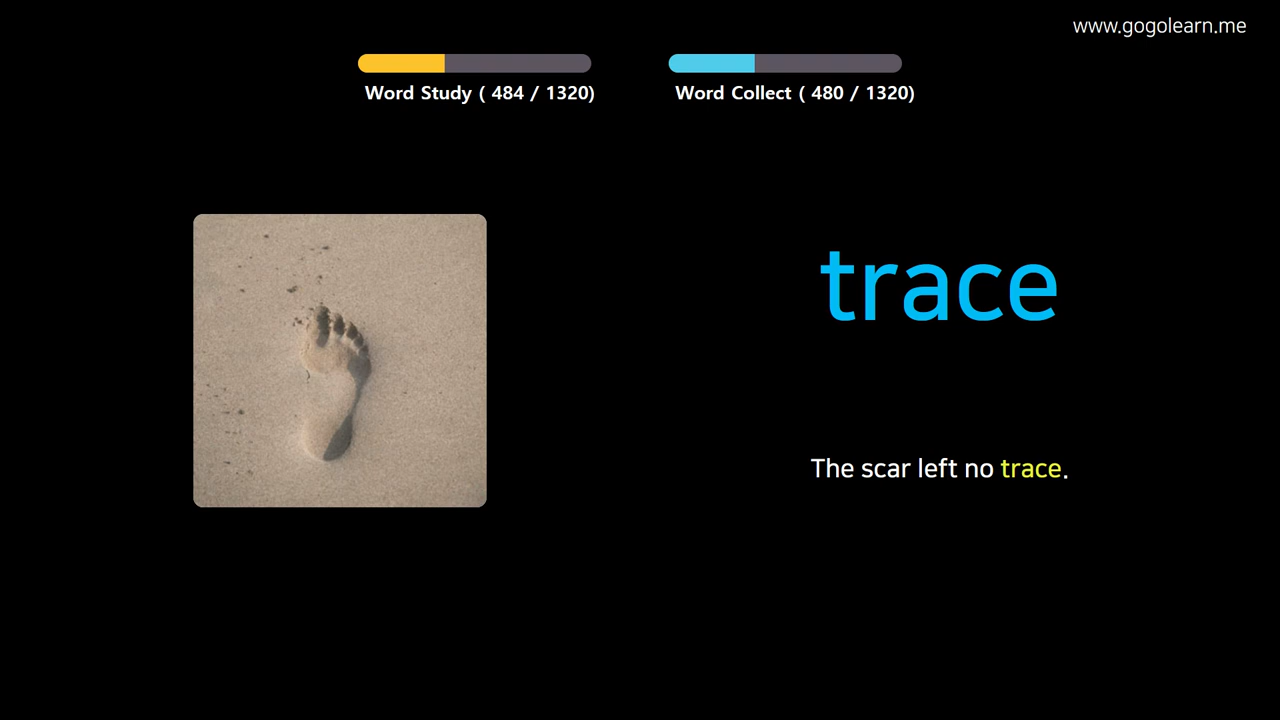 www.gogolearn.me
Word Study ( 484 / 1320)
Word Collect ( 480 / 1320)
trace
The scar left no trace.